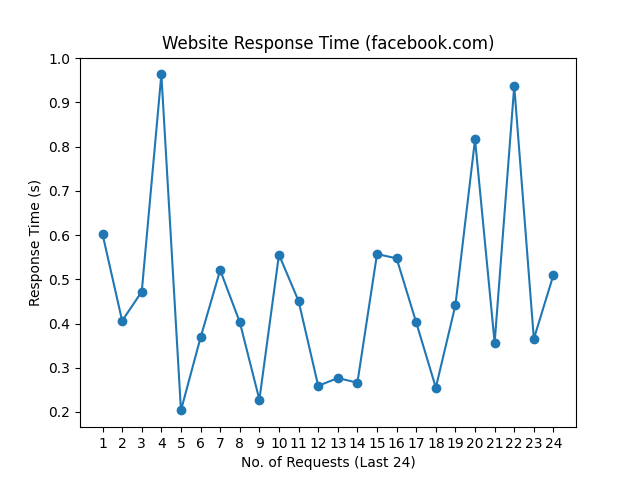 Website Response Time (facebook.com)
1.0
0.9
0.8
0.7
0.6
0.5
0.4
0.3
0.2
Response Time (s)
1 2 3 4 5 6 7 8 9 10 11 12 13 14 15 16 17 18 19 20 21 22 23 24
No. of Requests (Last 24)